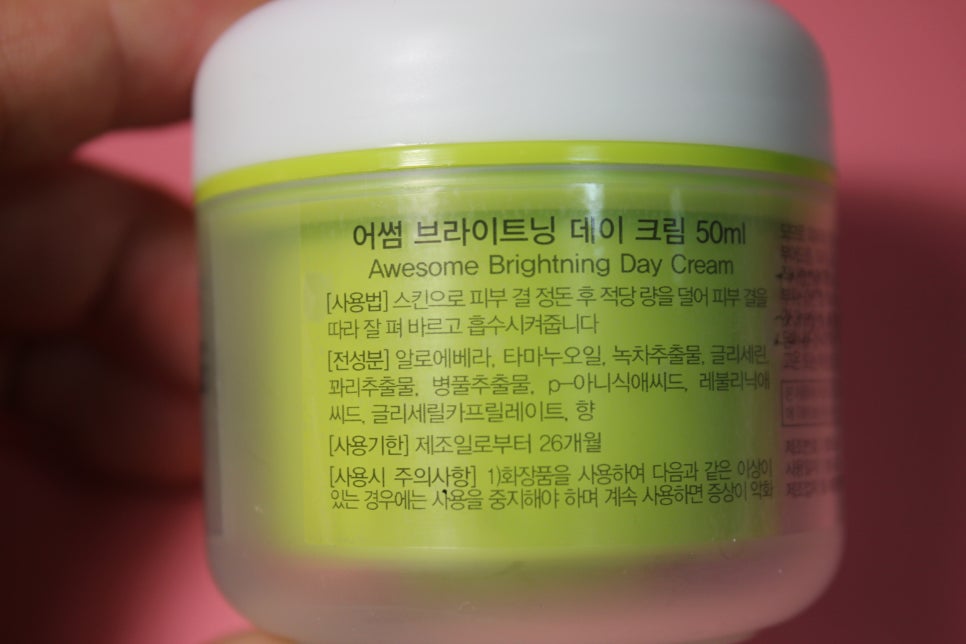 어썸 브라이트닝 데이 크림 50ml
Awesome Brightning Day Cream
[사용법] 스킨으로 피부 결 정돈 후 적당량을 덜어 피부 결을
따라 잘 펴 바르고 흡수시켜줍니다
[전성분] 알로에베라, 타마누오일, 녹차추출물, 글리세린,
꽈리추출물, 병풀추출물, p-아니식애씨드, 레불리닉애
씨드, 글리세릴카프릴레이트, 향
[사용기한] 제조일로부터 26개월
[사용시 주의사항] 1)화장품을 사용하여 다음과 같은 이상이
있는 경우에는 사용을 중지해야 하며 계속 사용하면 증상이 악화